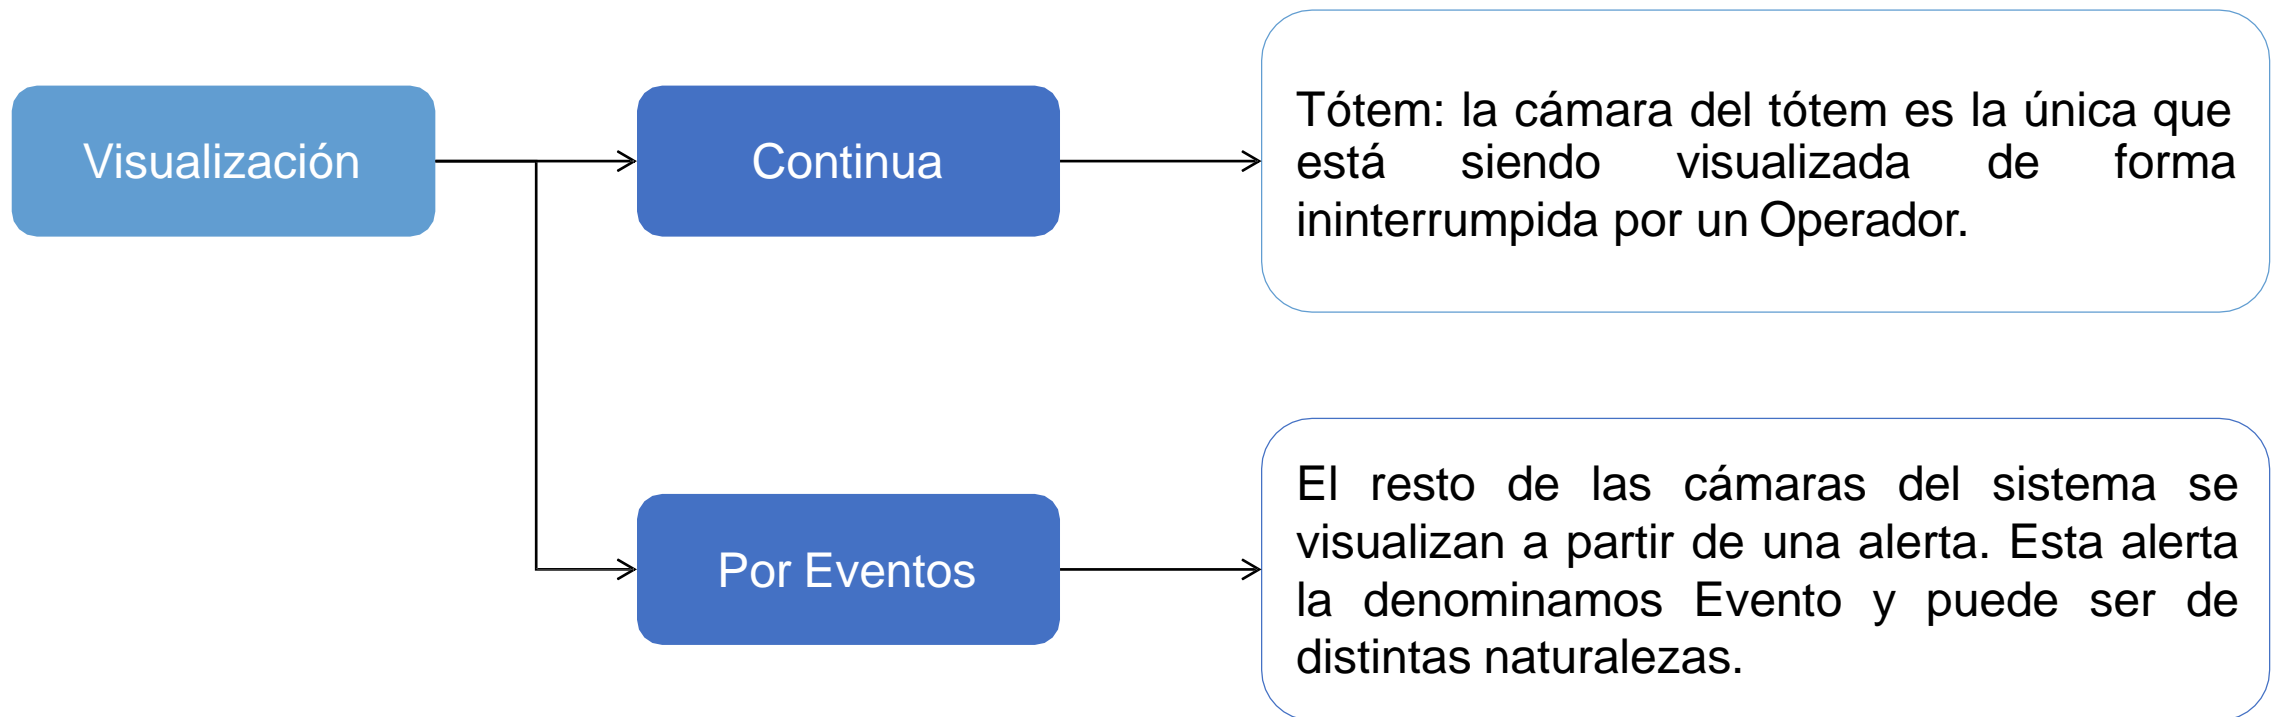 Visualización
Continua
Tótem: la cámara del tótem es la única que
está siendo visualizada de forma
ininterrumpida por un Operador.
Por Eventos
El resto de las cámaras del sistema se
visualizan a partir de una alerta. Esta alerta
la denominamos Evento y puede ser de
distintas naturalezas.